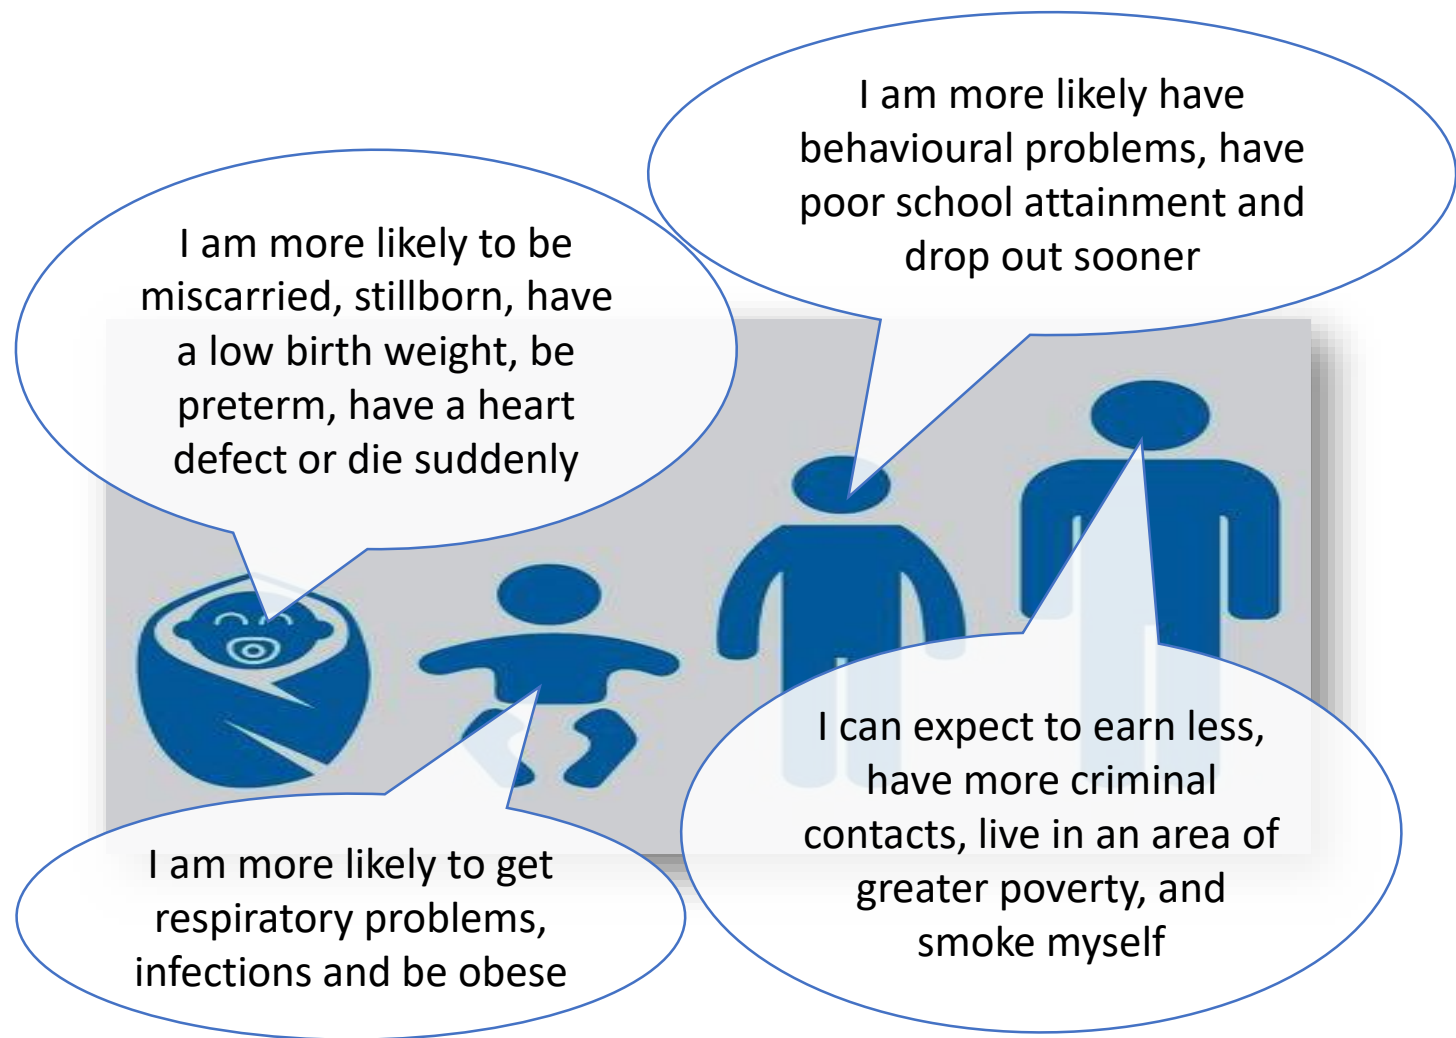 I am more likely to be
miscarried, stillborn, have
a low birth weight, be
preterm, have a heart
defect or die suddenly
I am more likely to get
respiratory problems,
infections and be obese
I am more likely have
behavioural problems, have
poor school attainment and
drop out sooner
I can expect to earn less,
have more criminal
contacts, live in an area of
greater poverty, and
smoke myself